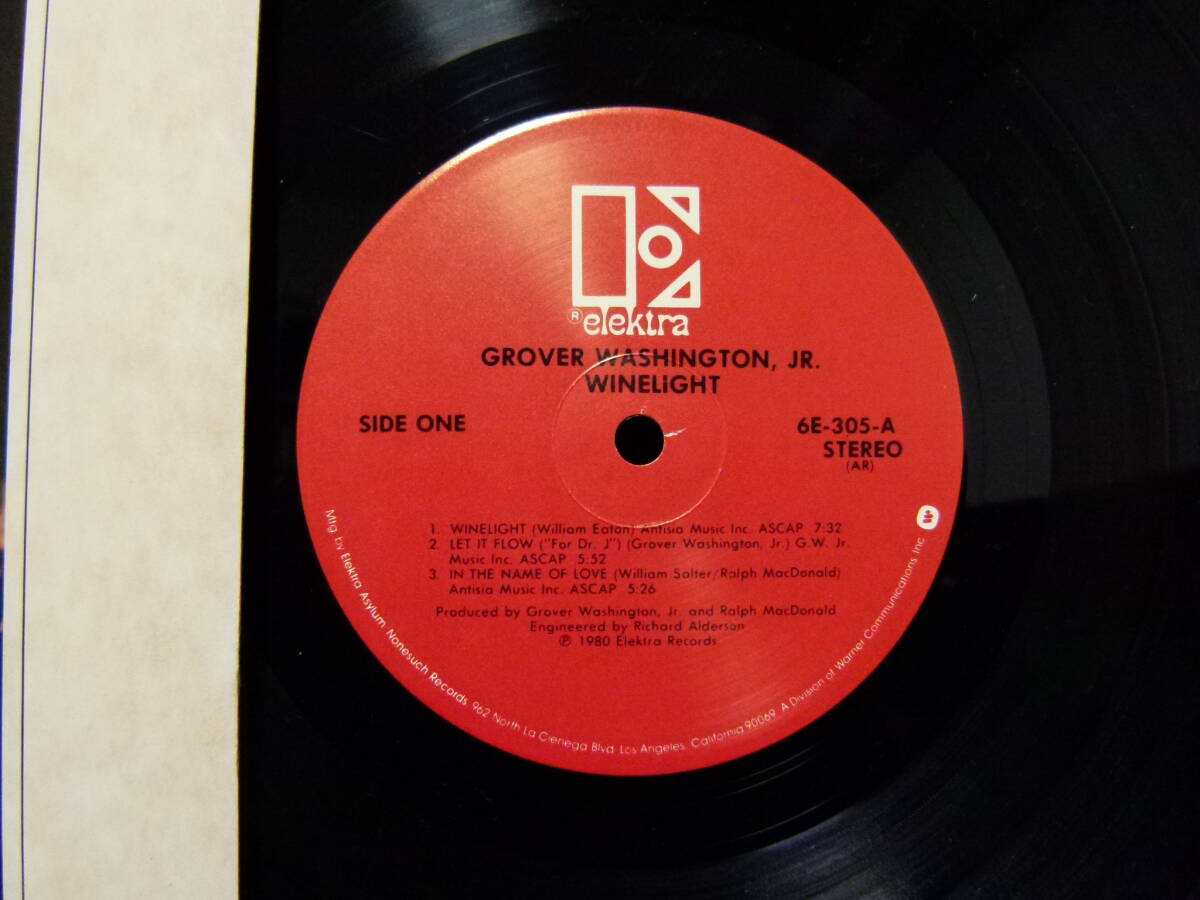 ® elektra
GROVER WASHINGTON, JR.
WINELIGHT
SIDE ONE
6E-305-A
STEREO
(AR)
1. WINELIGHT (William Eaton) Antisia Music Inc. ASCAP 7:32
2. LET IT FLOW ("For Dr. J") (Grover Washington, Jr.) G.W. Jr.
Music Inc. ASCAP 5:52
3. IN THE NAME OF LOVE (William Salter/Ralph MacDonald)
Antisia Music Inc. ASCAP 5:26
Produced by Grover Washington, Jr. and Ralph MacDonald
Engineered by Richard Alderson
℗ 1980 Elektra Records
Mfg. by Elektra Asylum Nonesuch Records, 962 North La Cienega Blvd. Los Angeles, California 90069. A Division of Warner Communications Inc